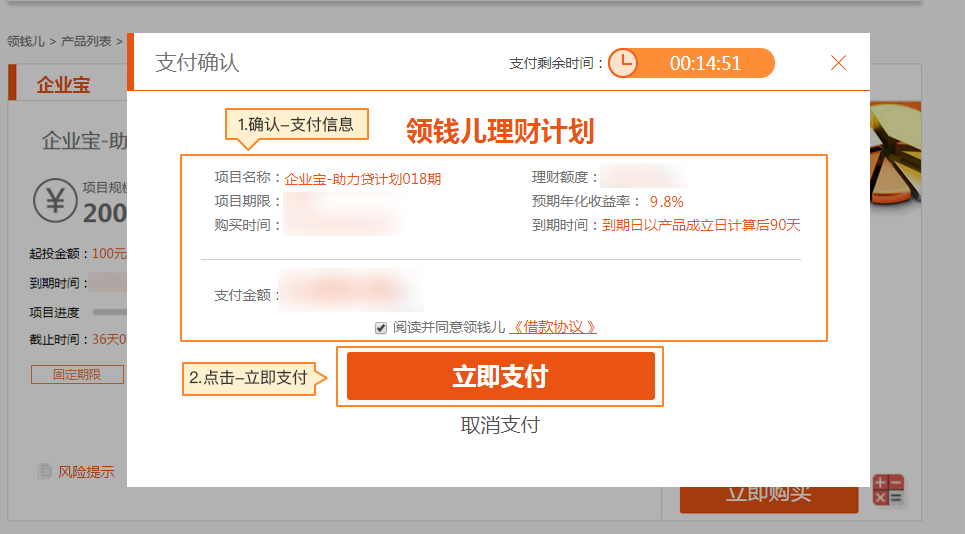 领钱儿 > 产品列表 >
支付确认
支付剩余时间：
00:14:51
企业宝
企业宝-助
项目规模
200
起投金额：100元
到期时间：
项目进度
截止时间：36天0
固定期限
风险提示
1.确认–支付信息
领钱儿理财计划
项目名称：企业宝-助力贷计划018期
理财额度：
项目期限：
预期年化收益率： 9.8%
购买时间：
到期时间：到期日以产品成立日计算后90天
支付金额：
阅读并同意领钱儿 《借款协议 》
2.点击–立即支付
立即支付
取消支付
立即购买